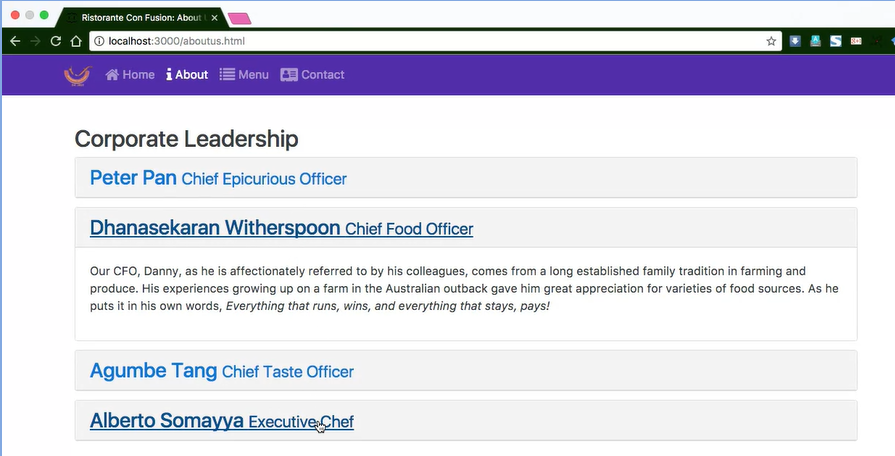 Ristorante Con Fusion: About
localhost:3000/aboutus.html
Home About Menu Contact
Corporate Leadership
Peter Pan Chief Epicurious Officer
Dhanasekaran Witherspoon Chief Food Officer
Our CFO, Danny, as he is affectionately referred to by his colleagues, comes from a long established family tradition in farming and
produce. His experiences growing up on a farm in the Australian outback gave him great appreciation for varieties of food sources. As he
puts it in his own words, Everything that runs, wins, and everything that stays, pays!
Agumbe Tang Chief Taste Officer
Alberto Somayya Executive Chef